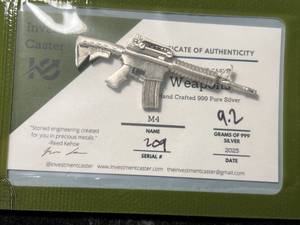 Investment
Caster
CERTIFICATE OF AUTHENTICITY
Weapons
Hand Crafted 999 Pure Silver
M4
NAME
209
SERIAL #
9.2
GRAMS OF 999
SILVER
2025
DATE
"Storied engineering created
for you in precious metals."
-Reed Kehoe
@investmentcaster
www.investmentcaster.com
theinvestmentcaster@gmail.com